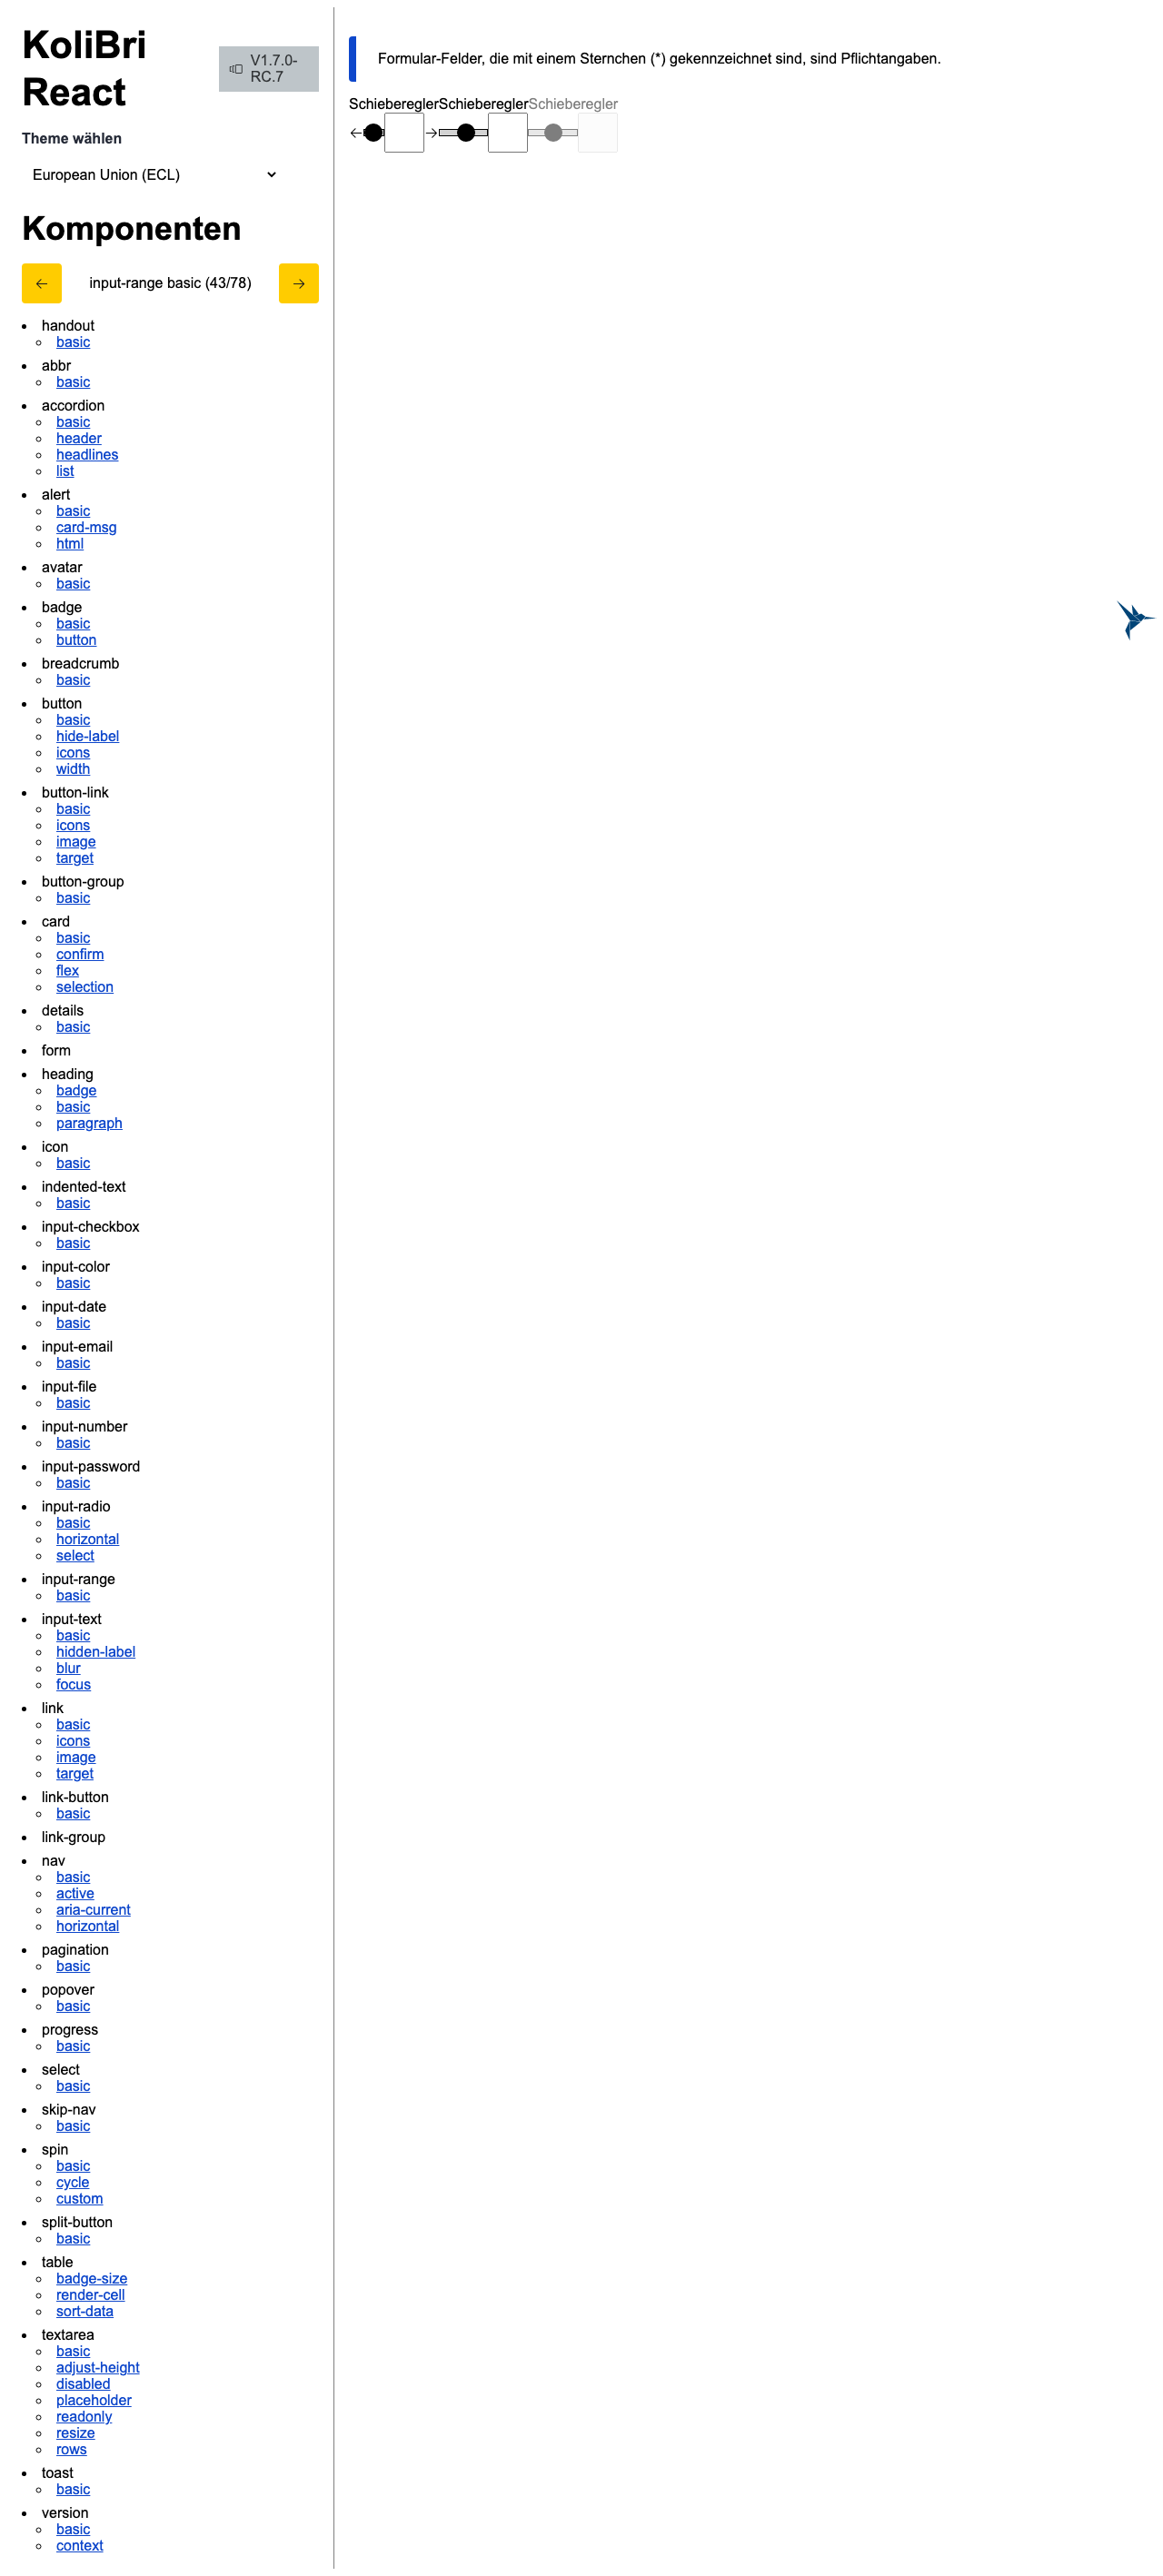 KoliBri
React
V1.7.0-
RC.7
Theme wählen
European Union (ECL)
Komponenten
← input-range basic (43/78) →
handout
basic
abbr
basic
accordion
basic
header
headlines
list
alert
basic
card-msg
html
avatar
basic
badge
basic
button
breadcrumb
basic
button
basic
hide-label
icons
width
button-link
basic
icons
image
target
button-group
basic
card
basic
confirm
flex
selection
details
basic
form
heading
badge
basic
paragraph
icon
basic
indented-text
basic
input-checkbox
basic
input-color
basic
input-date
basic
input-email
basic
input-file
basic
input-number
basic
input-password
basic
input-radio
basic
horizontal
select
input-range
basic
input-text
basic
hidden-label
blur
focus
link
basic
icons
image
target
link-button
basic
link-group
nav
basic
active
aria-current
horizontal
pagination
basic
popover
basic
progress
basic
select
basic
skip-nav
basic
spin
basic
cycle
custom
split-button
basic
table
badge-size
render-cell
sort-data
textarea
basic
adjust-height
disabled
placeholder
readonly
resize
rows
toast
basic
version
basic
context
Formular-Felder, die mit einem Sternchen (*) gekennzeichnet sind, sind Pflichtangaben.
SchiebereglerSchiebereglerSchieberegler